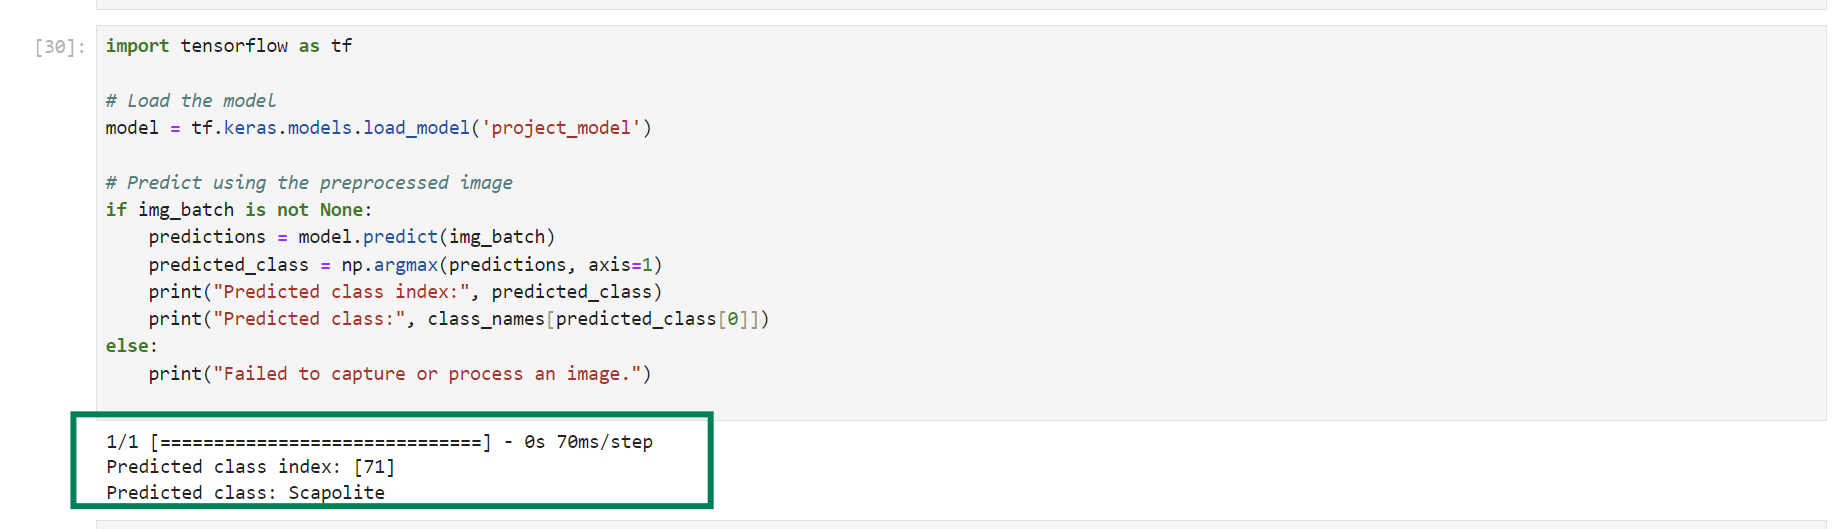 [30]:
import tensorflow as tf
# Load the model
model = tf.keras.models.load_model('project_model')
# Predict using the preprocessed image
if img_batch is not None:
    predictions = model.predict(img_batch)
    predicted_class = np.argmax(predictions, axis=1)
    print("Predicted class index:", predicted_class)
    print("Predicted class:", class_names[predicted_class[0]])
else:
    print("Failed to capture or process an image.")
1/1 [==============================] - 0s 70ms/step
Predicted class index: [71]
Predicted class: Scapolite